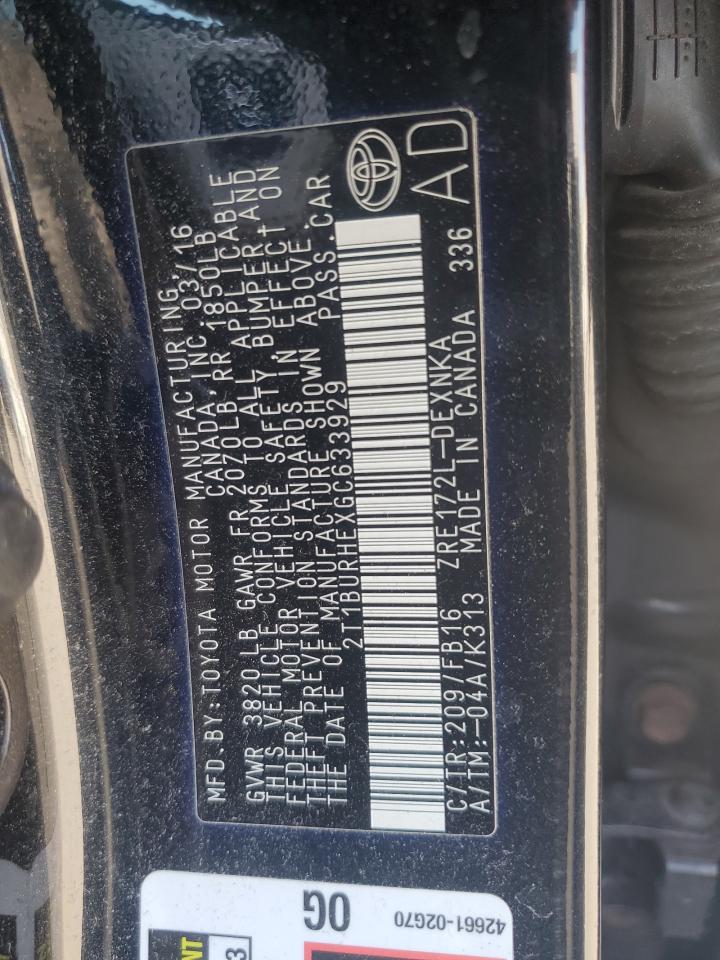 MFD. BY: TOYOTA MOTOR MANUFACTURING,
CANADA, INC. 03/16
GVWR 3820LB GAWR FR 2070LB RR 1850LB
THIS VEHICLE CONFORMS TO ALL APPLICABLE
FEDERAL MOTOR VEHICLE SAFETY, BUMPER, AND
THEFT PREVENTION STANDARDS IN EFFECT ON
THE DATE OF MANUFACTURE SHOWN ABOVE.
2T1BURHEXGC633929 PASS. CAR
C/TR: 209/FB16 ZRE172L-DEXNKA
A/TM: -04A/K313 MADE IN CANADA 336
AD
0G
42661-02G70